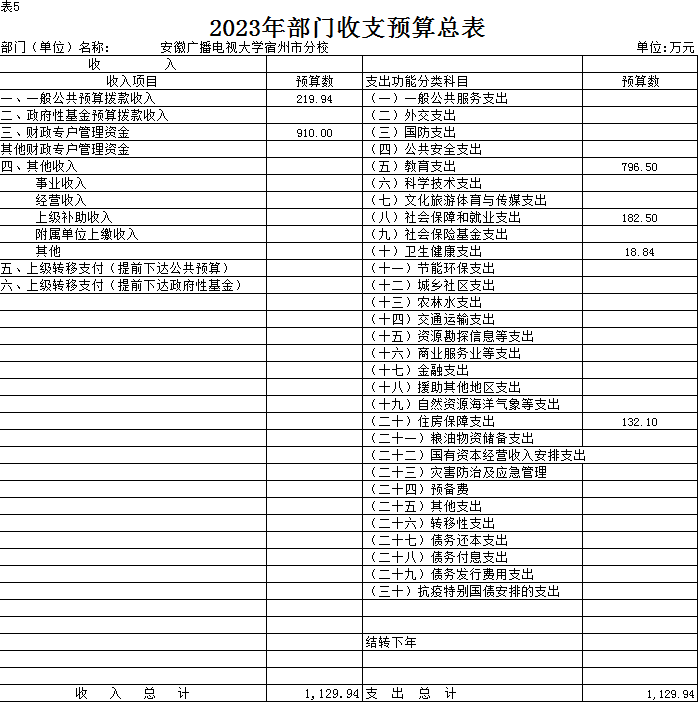 表5
2023年部门收支预算总表
部门（单位）名称： 安徽广播电视大学宿州市分校 单位:万元
收 入
收入项目 预算数 支出功能分类科目 预算数
一、一般公共预算拨款收入 219.94 （一）一般公共服务支出
二、政府性基金预算拨款收入 （二）外交支出
三、财政专户管理资金 910.00 （三）国防支出
其他财政专户管理资金 （四）公共安全支出
四、其他收入 （五）教育支出 796.50
事业收入 （六）科学技术支出
经营收入 （七）文化旅游体育与传媒支出
上级补助收入 （八）社会保障和就业支出 182.50
附属单位上缴收入 （九）社会保险基金支出
其他 （十）卫生健康支出 18.84
五、上级转移支付（提前下达公共预算） （十一）节能环保支出
六、上级转移支付（提前下达政府性基金） （十二）城乡社区支出
（十三）农林水支出
（十四）交通运输支出
（十五）资源勘探信息等支出
（十六）商业服务业等支出
（十七）金融支出
（十八）援助其他地区支出
（十九）自然资源海洋气象等支出
（二十）住房保障支出 132.10
（二十一）粮油物资储备支出
（二十二）国有资本经营收入安排支出
（二十三）灾害防治及应急管理
（二十四）预备费
（二十五）其他支出
（二十六）转移性支出
（二十七）债务还本支出
（二十八）债务付息支出
（二十九）债务发行费用支出
（三十）抗疫特别国债安排的支出
结转下年
收 入 总 计 1,129.94 支 出 总 计 1,129.94